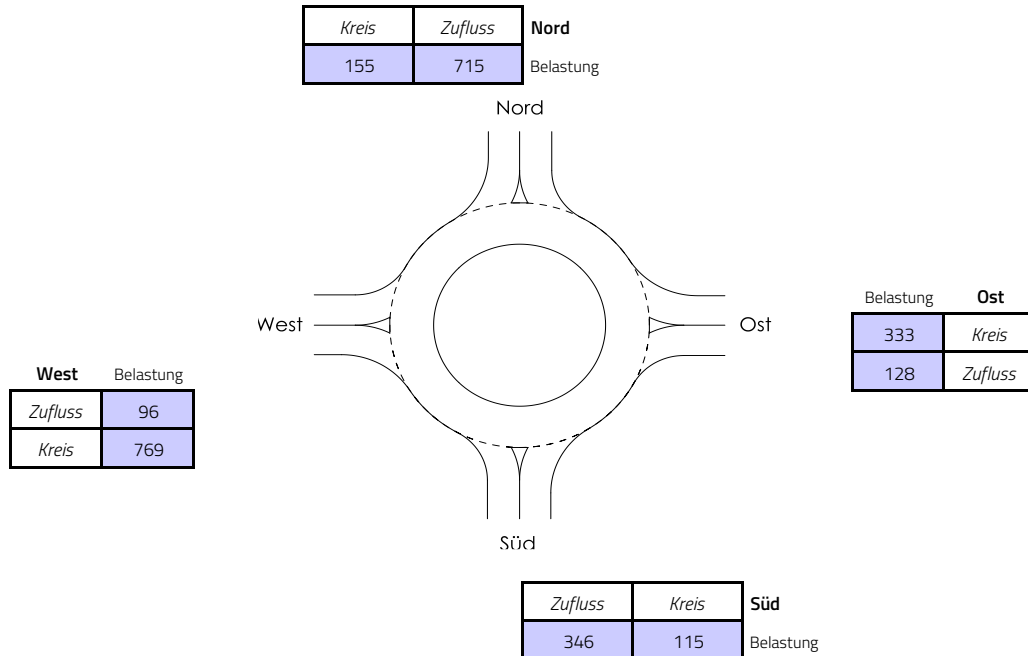 Kreis Zufluss Nord
155 715 Belastung
Nord
Belastung Ost
333 Kreis
128 Zufluss
West
Ost
West Belastung
Zufluss 96
Kreis 769
Süd
Zufluss Kreis Süd
346 115 Belastung